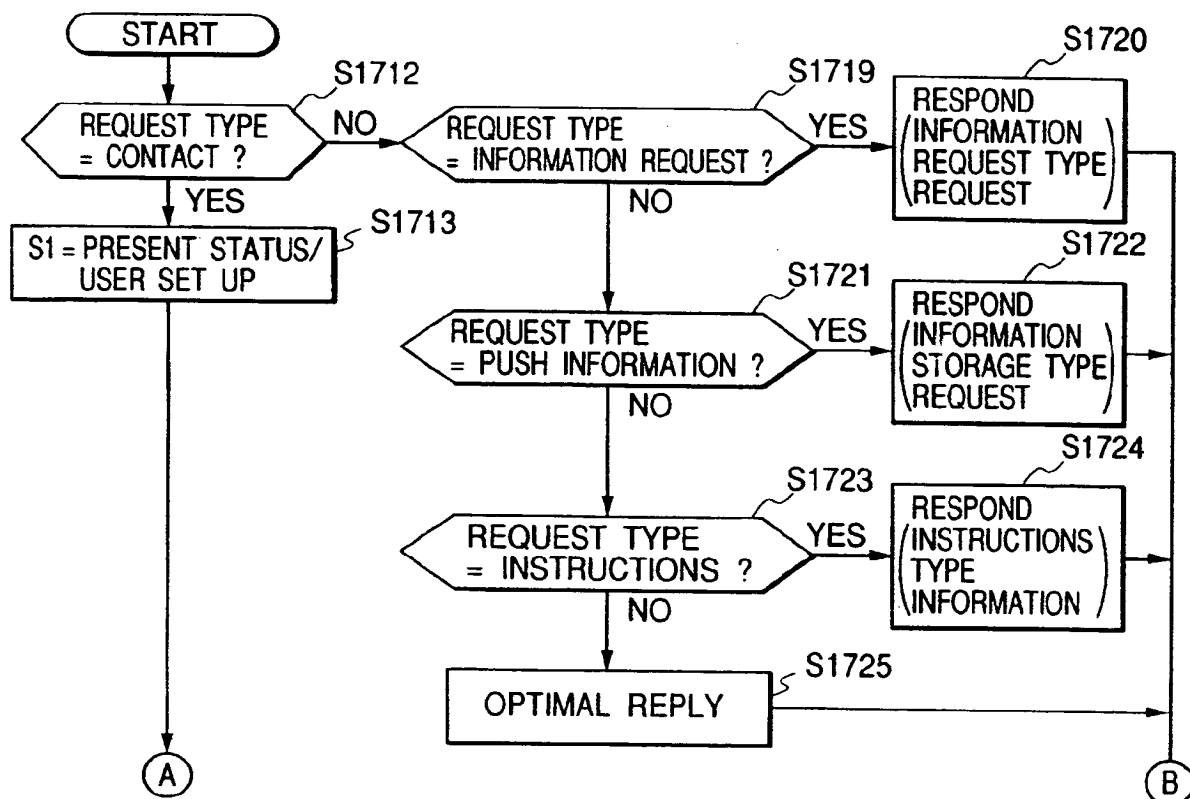 START
S1712
REQUEST TYPE
= CONTACT ?
NO
YES
S1713
S1 = PRESENT STATUS/
USER SET UP
A
S1719
REQUEST TYPE
= INFORMATION REQUEST ?
YES
NO
S1720
RESPOND
(INFORMATION
REQUEST TYPE
REQUEST)
S1721
REQUEST TYPE
= PUSH INFORMATION ?
YES
NO
S1722
RESPOND
(INFORMATION
STORAGE TYPE
REQUEST)
S1723
REQUEST TYPE
= INSTRUCTIONS ?
YES
NO
S1724
RESPOND
(INSTRUCTIONS
TYPE
INFORMATION)
S1725
OPTIMAL REPLY
B